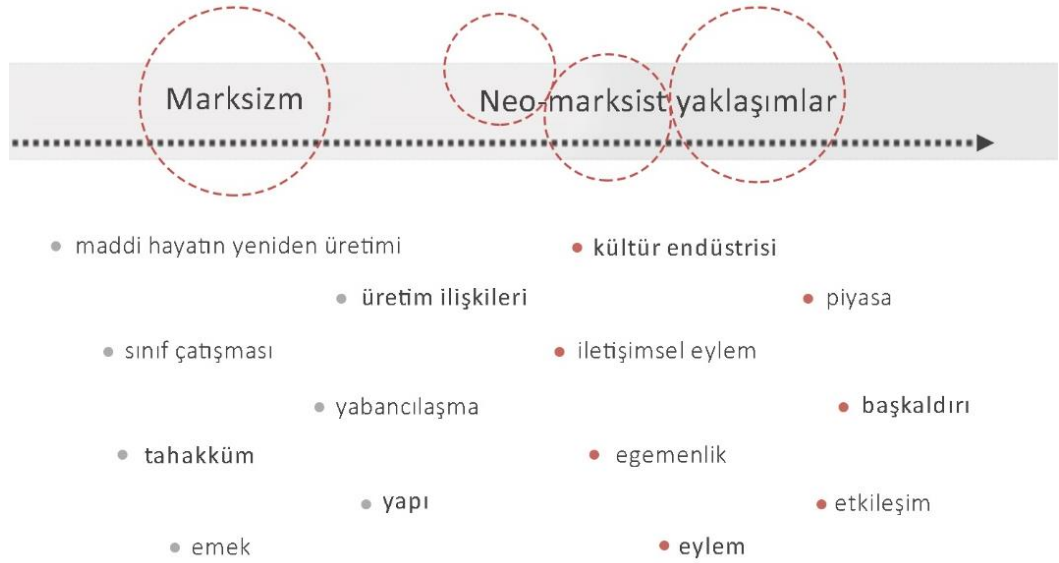 Marksizm
Neo-marksist yaklaşımlar
maddi hayatın yeniden üretimi
kültür endüstrisi
üretim ilişkileri
piyasa
sınıf çatışması
iletişimsel eylem
yabancılaşma
başkaldırı
tahakküm
egemenlik
yapı
etkileşim
emek
eylem